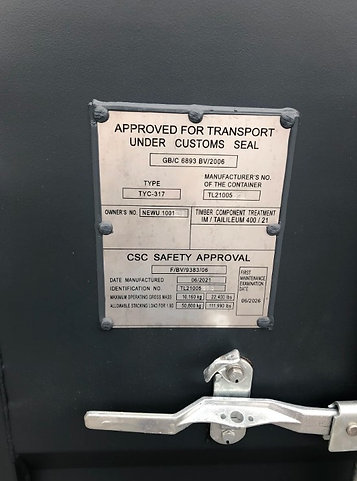 APPROVED FOR TRANSPORT
UNDER CUSTOMS SEAL
GB/C 6893 BV/2006
TYPE
TYC-317
MANUFACTURER'S NO.
OF THE CONTAINER
TL21005
OWNER'S NO. NEWU 1001
TIMBER COMPONENT TREATMENT
IM / TAILILEUM 400 / 21
CSC SAFETY APPROVAL
F/BV/9383/06
DATE MANUFACTURED 06/2021
IDENTIFICATION NO. TL21005
MAXIMUM OPERATING GROSS MASS 10,160 kg 22,400 lbs
ALLOWABLE STACKING LOAD FOR 1.8G 50,800 kg 111,990 lbs
FIRST
MAINTENANCE
EXAMINATION
DATE
06/2026